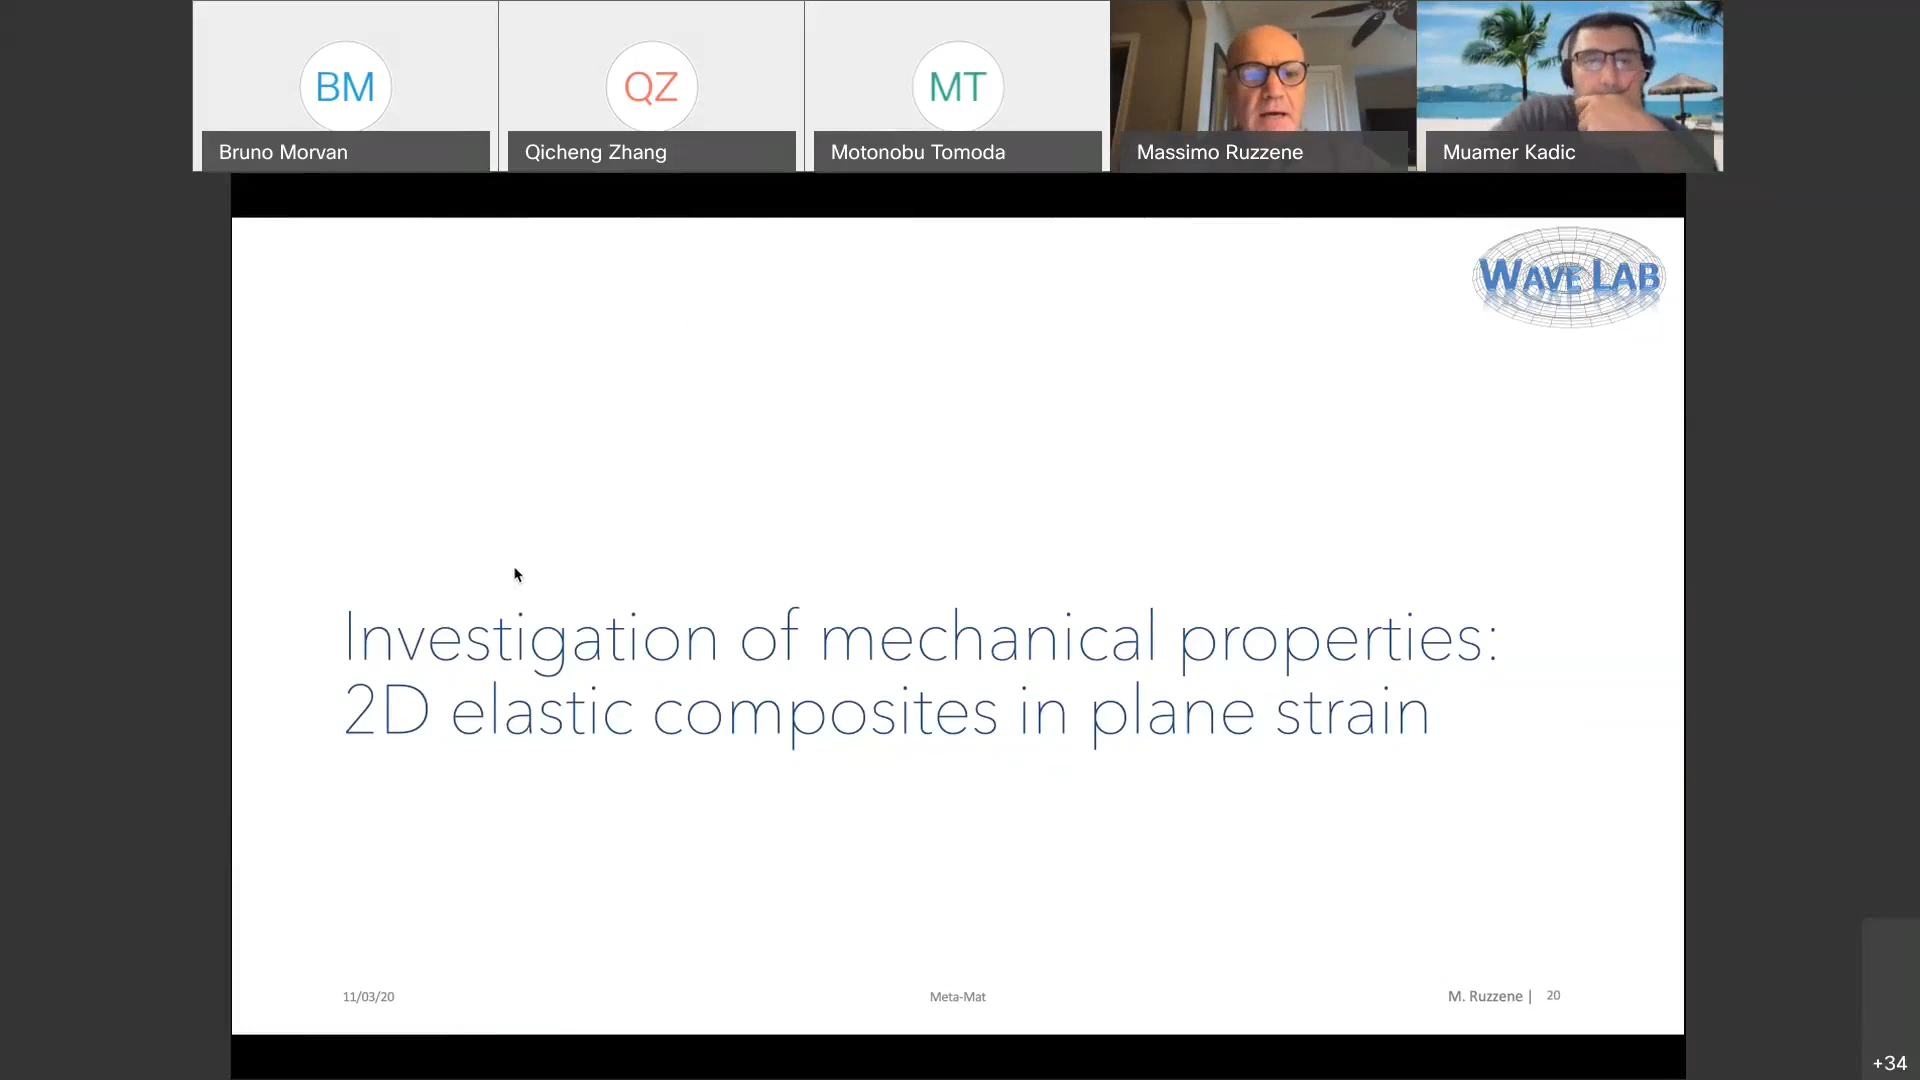 BM
QZ
MT
Bruno Morvan
Qicheng Zhang
Motonobu Tomoda
Massimo Ruzzene
Muamer Kadic
WAVE LAB
Investigation of mechanical properties:
2D elastic composites in plane strain
11/03/20
Meta-Mat
M. Ruzzene | 20
+34